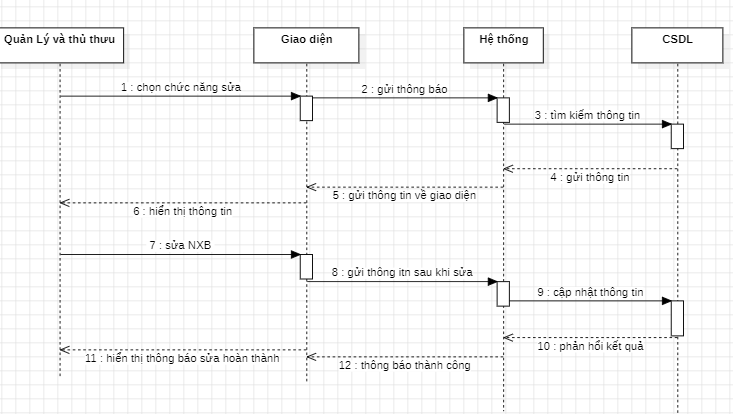 Quản Lý và thủ thưu
Giao diện
Hệ thống
CSDL
1 : chọn chức năng sửa
2 : gửi thông báo
3 : tìm kiếm thông tin
4 : gửi thông tin
5 : gửi thông tin về giao diện
6 : hiển thị thông tin
7 : sửa NXB
8 : gửi thông itn sau khi sửa
9 : cập nhật thông tin
10 : phản hồi kết quả
11 : hiển thị thông báo sửa hoàn thành
12 : thông báo thành công